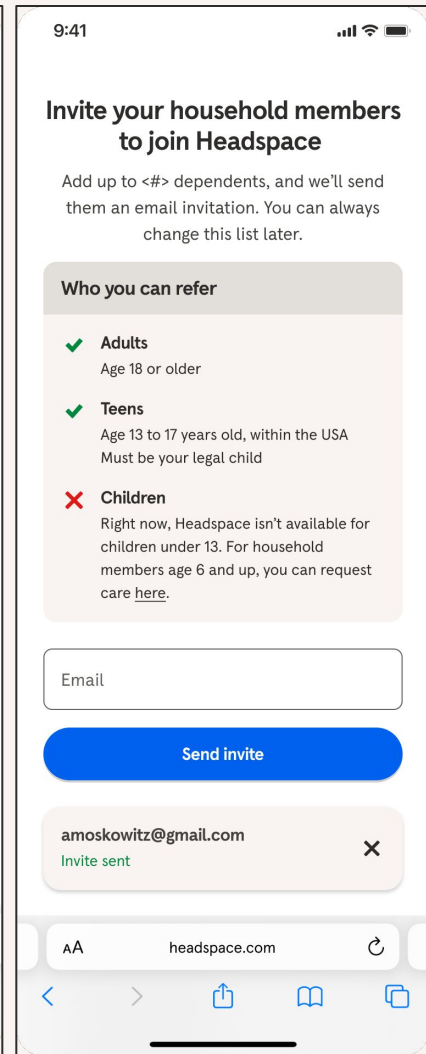 9:41
Invite your household members
to join Headspace
Add up to <#> dependents, and we'll send
them an email invitation. You can always
change this list later.
Who you can refer
Adults
Age 18 or older
Teens
Age 13 to 17 years old, within the USA
Must be your legal child
Children
Right now, Headspace isn't available for
children under 13. For household
members age 6 and up, you can request
care here.
Email
Send invite
amoskowitz@gmail.com
Invite sent
AA headspace.com